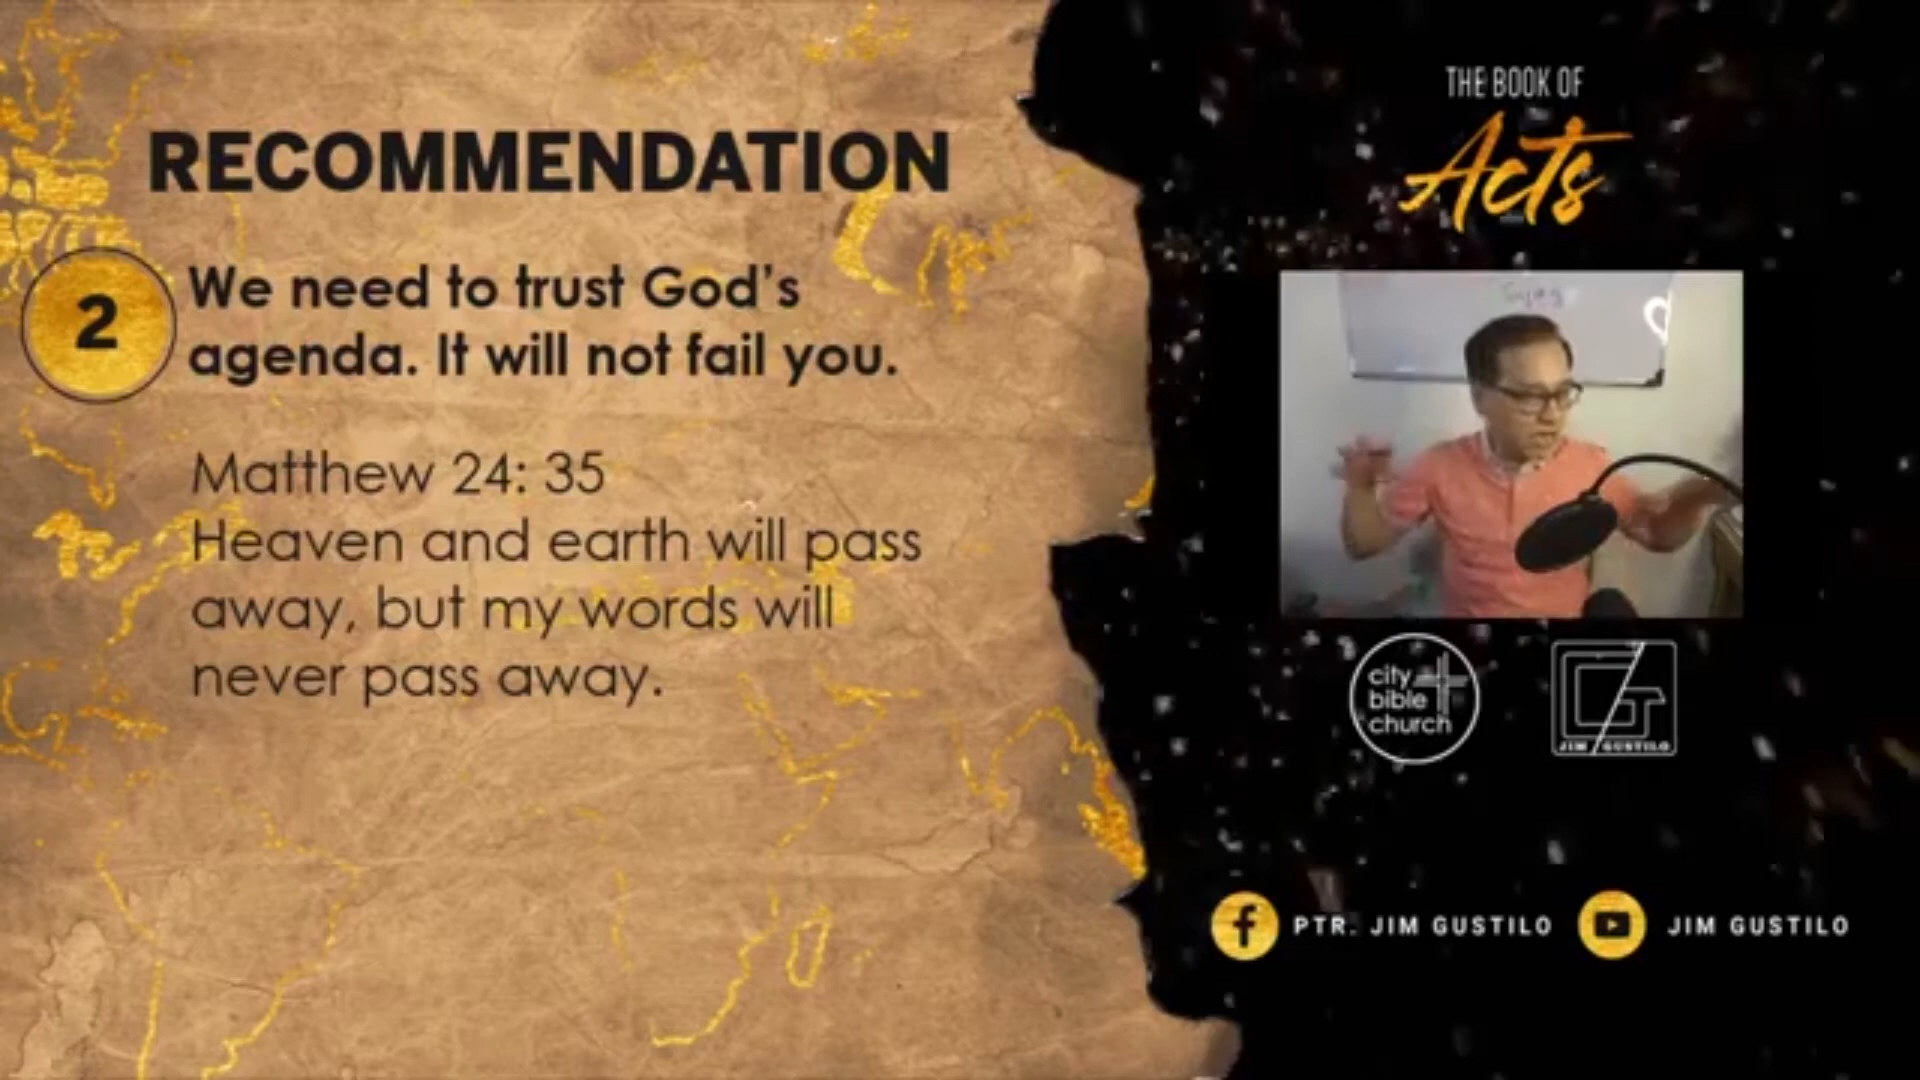 RECOMMENDATION
2
We need to trust God's
agenda. It will not fail you.
Matthew 24: 35
Heaven and earth will pass
away, but my words will
never pass away.
THE BOOK OF
Acts
city
bible
church
JIM GUSTILO
PTR. JIM GUSTILO
JIM GUSTILO